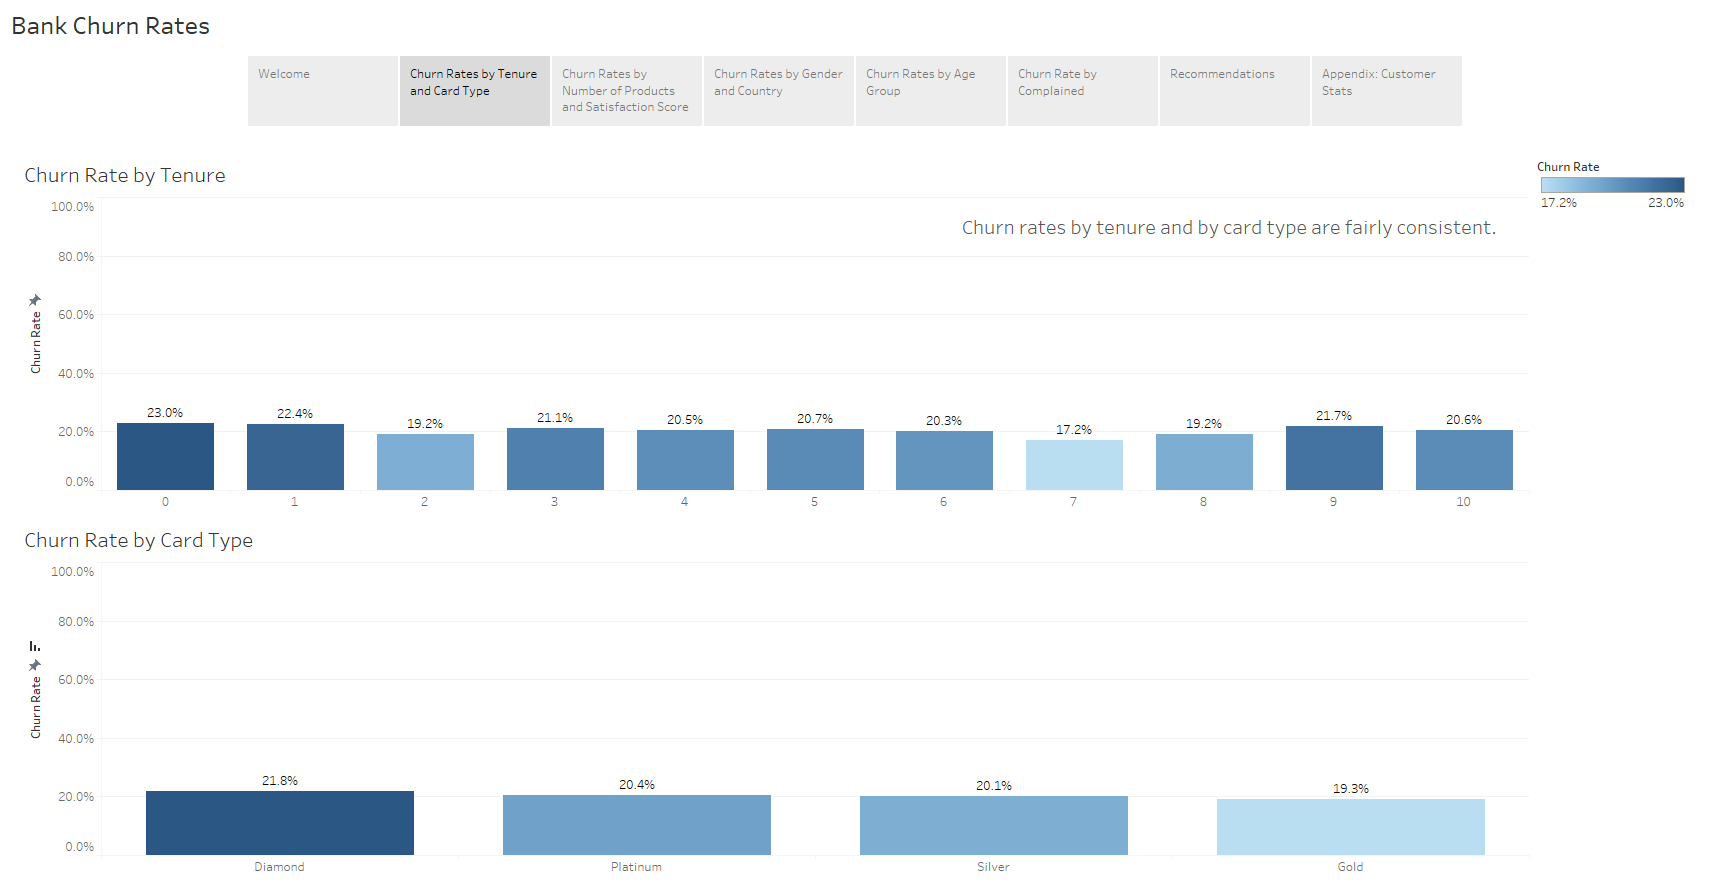 Bank Churn Rates
Welcome
Churn Rates by Tenure
and Card Type
Churn Rates by
Number of Products
and Satisfaction Score
Churn Rates by Gender
and Country
Churn Rates by Age
Group
Churn Rate by
Complained
Recommendations
Appendix: Customer
Stats
Churn Rate by Tenure
Churn Rate
17.2% 23.0%
Churn rates by tenure and by card type are fairly consistent.
Churn Rate
100.0%
80.0%
60.0%
40.0%
20.0%
0.0%
23.0% 22.4% 19.2% 21.1% 20.5% 20.7% 20.3% 17.2% 19.2% 21.7% 20.6%
0 1 2 3 4 5 6 7 8 9 10
Churn Rate by Card Type
Churn Rate
100.0%
80.0%
60.0%
40.0%
20.0%
0.0%
21.8% 20.4% 20.1% 19.3%
Diamond Platinum Silver Gold